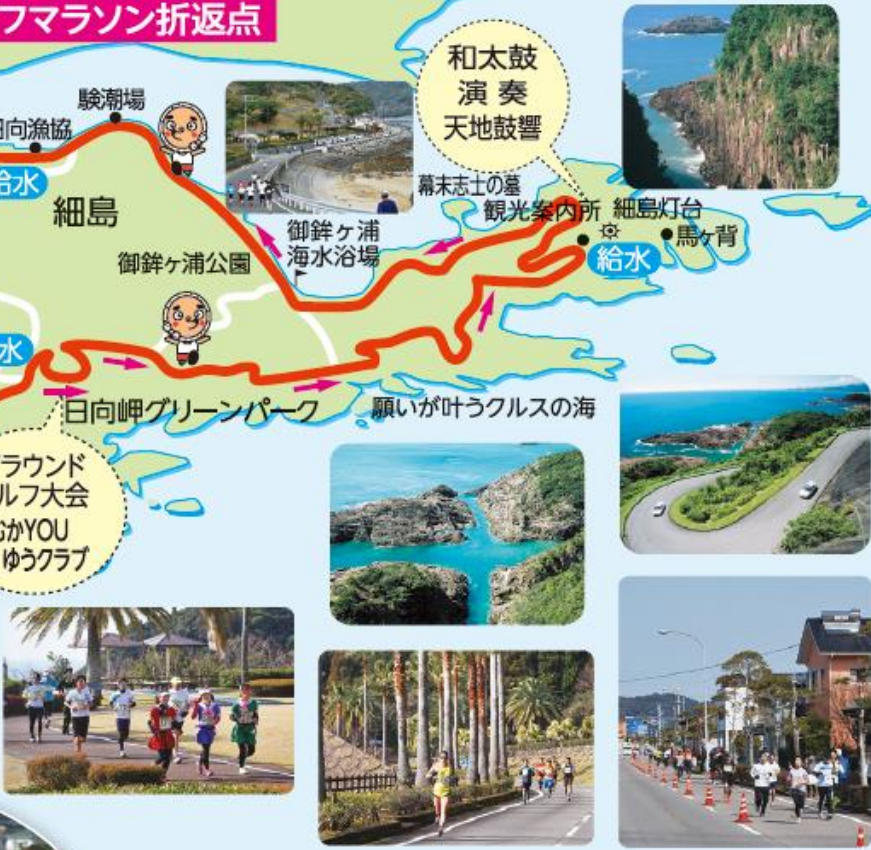 フマラソン折返点
和太鼓
演奏
天地鼓響
験潮場
日向漁協
給水
細島
幕末志士の墓
観光案内所
細島灯台
馬ヶ背
給水
御鉾ヶ浦
海水浴場
御鉾ヶ浦公園
水
日向岬グリーンパーク
願いが叶うクルスの海
ラウンド
ルフ大会
むかYOU
ゆうクラブ